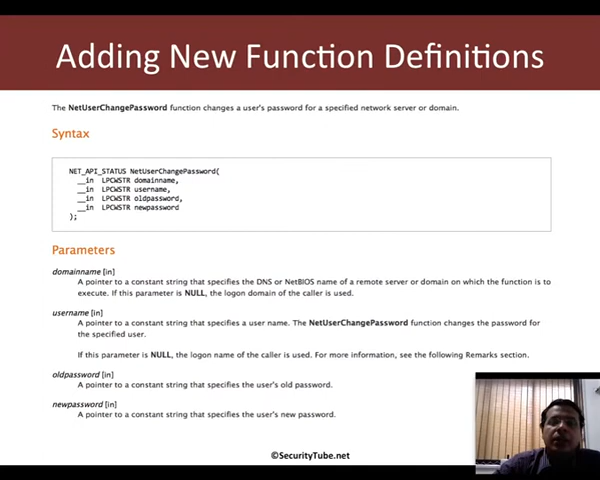 Adding New Function Definitions
The NetUserChangePassword function changes a user's password for a specified network server or domain.
Syntax
NET_API_STATUS NetUserChangePassword(
__in LPCWSTR domainname,
__in LPCWSTR username,
__in LPCWSTR oldpassword,
__in LPCWSTR newpassword
);
Parameters
domainname [in]
A pointer to a constant string that specifies the DNS or NetBIOS name of a remote server or domain on which the function is to
execute. If this parameter is NULL, the logon domain of the caller is used.
username [in]
A pointer to a constant string that specifies a user name. The NetUserChangePassword function changes the password for
the specified user.
If this parameter is NULL, the logon name of the caller is used. For more information, see the following Remarks section.
oldpassword [in]
A pointer to a constant string that specifies the user's old password.
newpassword [in]
A pointer to a constant string that specifies the user's new password.
©SecurityTube.net